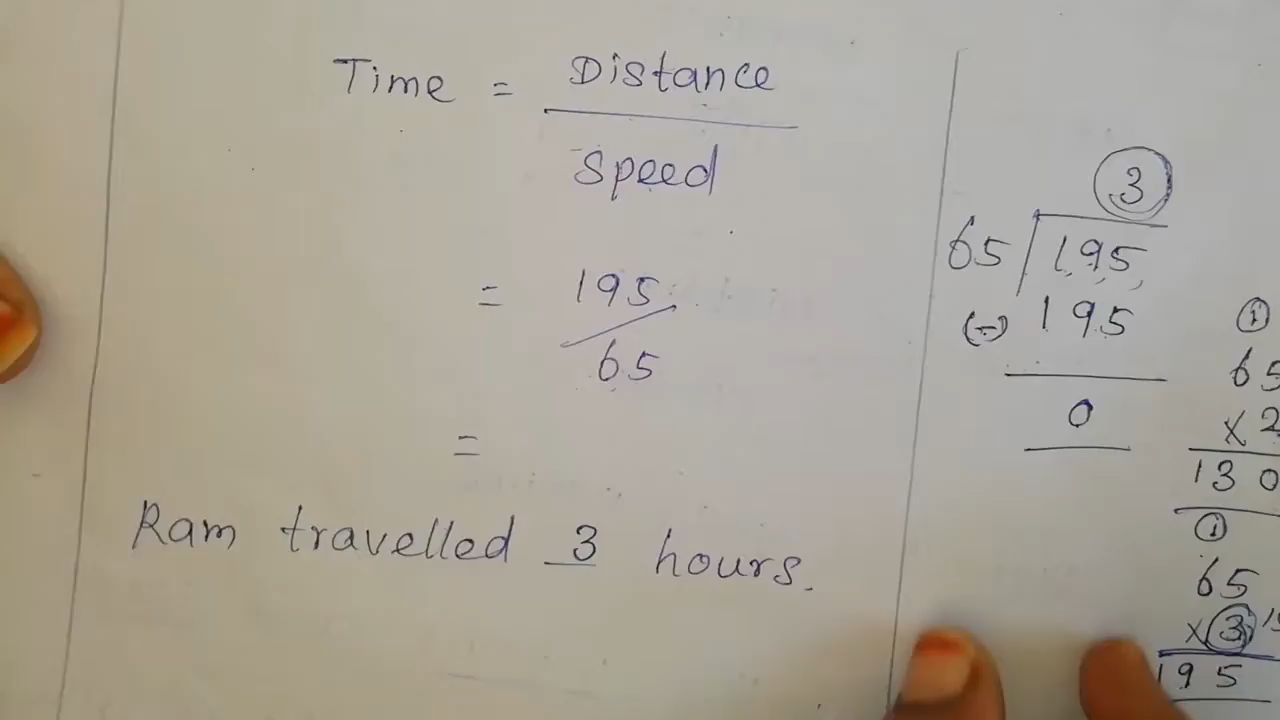 Time = Distance
Speed
= 195
65
=
Ram travelled 3 hours.
3
65 195
(-) 195
0
1
65
x 2
130
1
65
x 3
195